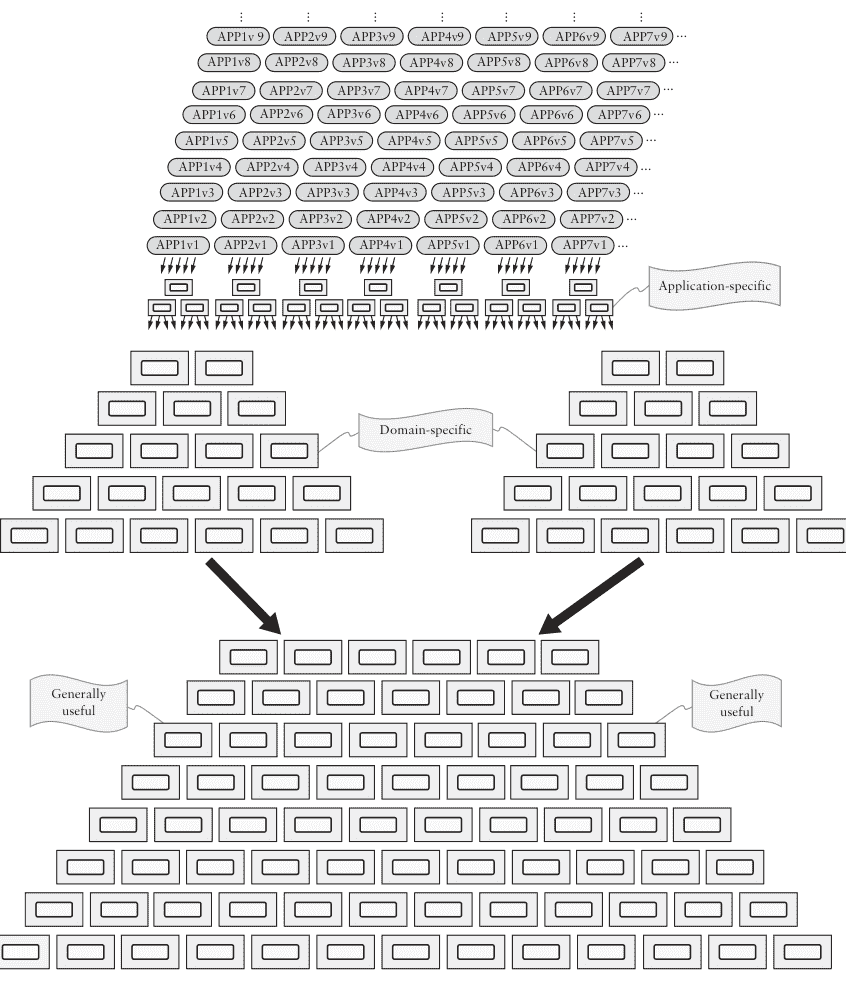 ⋮ ⋮ ⋮ ⋮ ⋮ ⋮ ⋮
APP1v 9 APP2v9 APP3v9 APP4v9 APP5v9 APP6v9 APP7v9 ...
APP1v8 APP2v8 APP3v8 APP4v8 APP5v8 APP6v8 APP7v8 ...
APP1v7 APP2v7 APP3v7 APP4v7 APP5v7 APP6v7 APP7v7 ...
APP1v6 APP2v6 APP3v6 APP4v6 APP5v6 APP6v6 APP7v6 ...
APP1v5 APP2v5 APP3v5 APP4v5 APP5v5 APP6v5 APP7v5 ...
APP1v4 APP2v4 APP3v4 APP4v4 APP5v4 APP6v4 APP7v4 ...
APP1v3 APP2v3 APP3v3 APP4v3 APP5v3 APP6v3 APP7v3 ...
APP1v2 APP2v2 APP3v2 APP4v2 APP5v2 APP6v2 APP7v2 ...
APP1v1 APP2v1 APP3v1 APP4v1 APP5v1 APP6v1 APP7v1 ...
Application-specific
Domain-specific
Generally
useful
Generally
useful